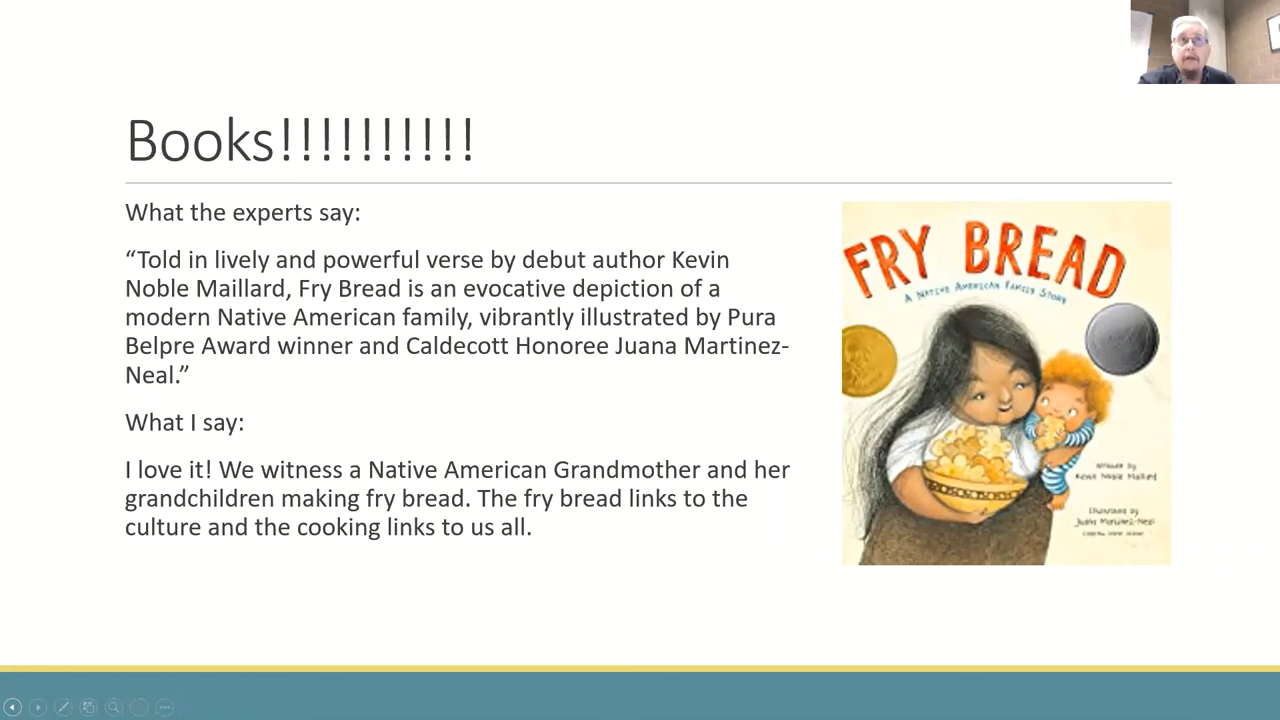 Books!!!!!!!!!!
What the experts say:
“Told in lively and powerful verse by debut author Kevin
Noble Maillard, Fry Bread is an evocative depiction of a
modern Native American family, vibrantly illustrated by Pura
Belpre Award winner and Caldecott Honoree Juana Martinez-
Neal.”
What I say:
I love it! We witness a Native American Grandmother and her
grandchildren making fry bread. The fry bread links to the
culture and the cooking links to us all.
FRY BREAD
A NATIVE AMERICAN FAMILY STORY
Written by
Kevin Noble Maillard
Illustrated by
Juana Martinez-Neal